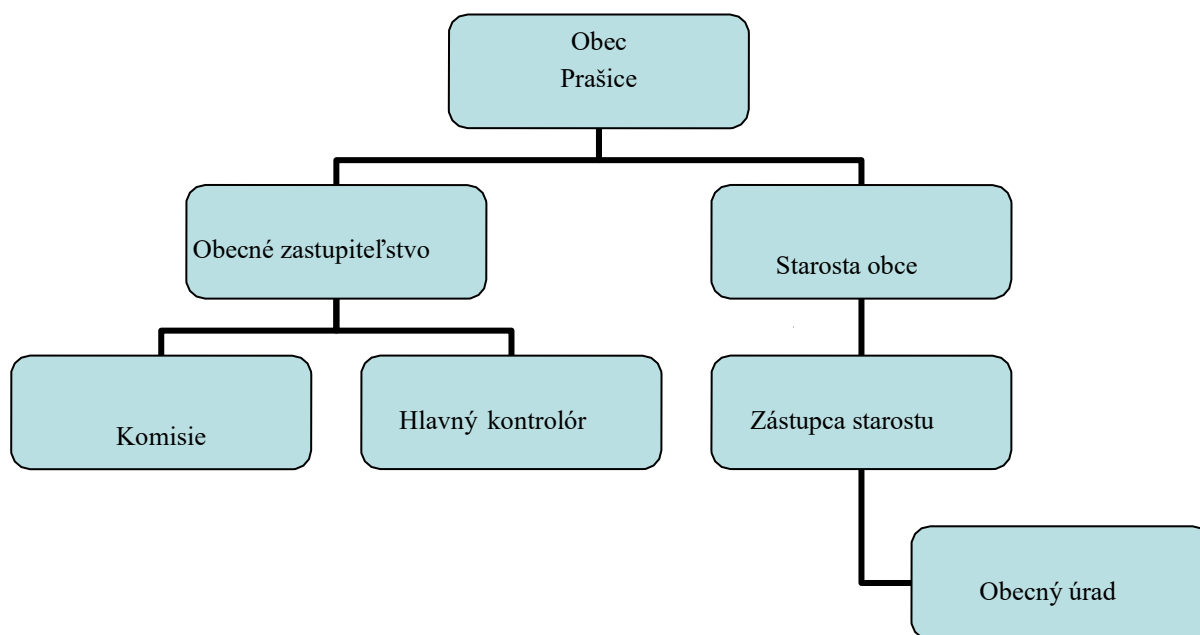 Obec
Prašice
Obecné zastupiteľstvo
Starosta obce
Komisie
Hlavný kontrolór
Zástupca starostu
Obecný úrad